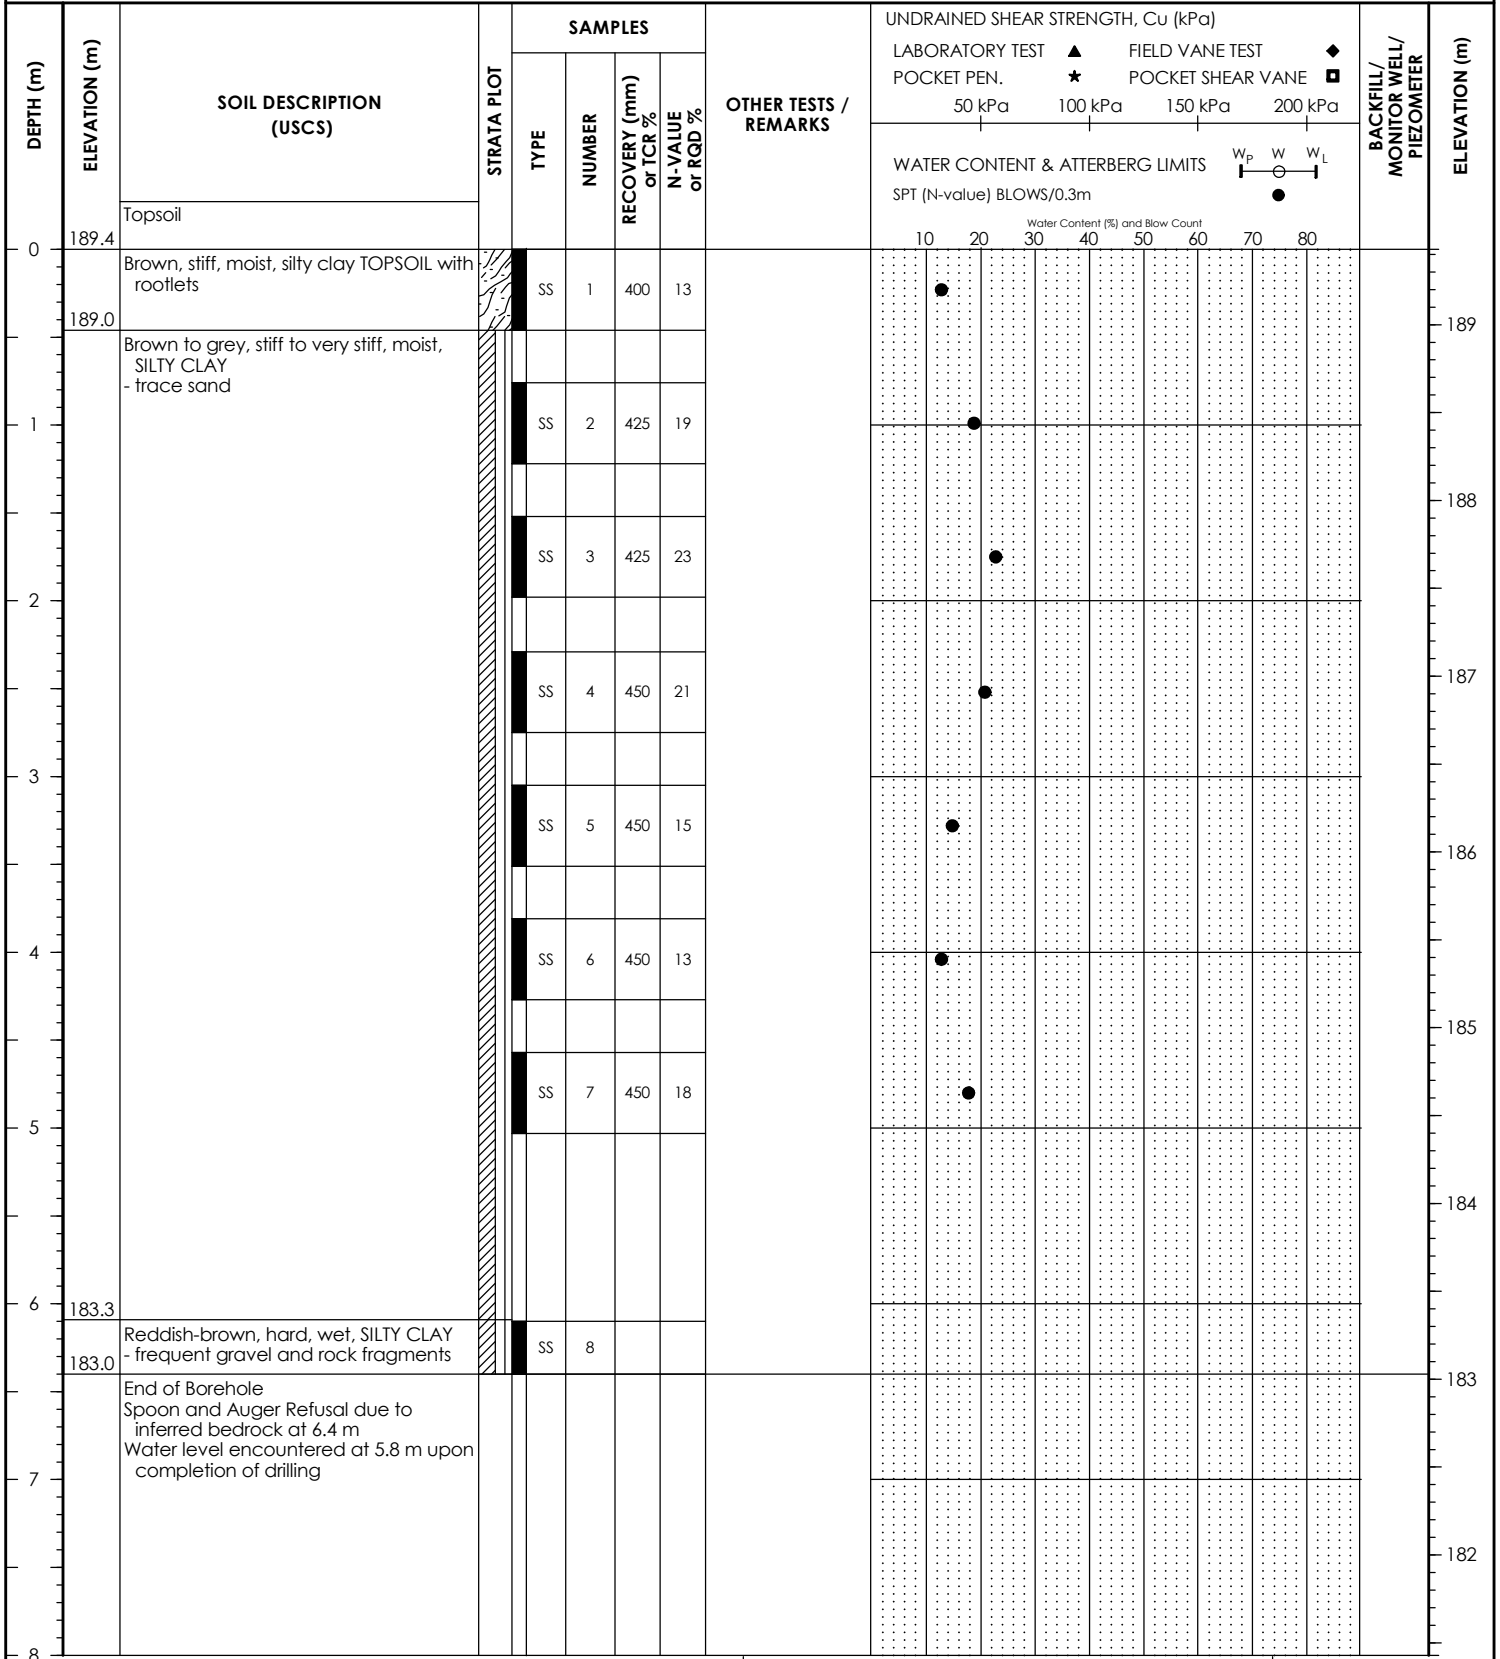 DEPTH (m)
ELEVATION (m)
SOIL DESCRIPTION
(USCS)
STRATA PLOT
SAMPLES
TYPE
NUMBER
RECOVERY (mm)
or TCR %
N-VALUE
or RQD %
OTHER TESTS /
REMARKS
UNDRAINED SHEAR STRENGTH, Cu (kPa)
LABORATORY TEST ▲ FIELD VANE TEST ◆
POCKET PEN. ★ POCKET SHEAR VANE
50 kPa 100 kPa 150 kPa 200 kPa
WATER CONTENT & ATTERBERG LIMITS
WP W WL
SPT (N-value) BLOWS/0.3m ●
Water Content (%) and Blow Count
10 20 30 40 50 60 70 80
BACKFILL/
MONITOR WELL/
PIEZOMETER
ELEVATION (m)
Topsoil
0 189.4
Brown, stiff, moist, silty clay TOPSOIL with
rootlets
SS 1 400 13
189.0
189
Brown to grey, stiff to very stiff, moist,
SILTY CLAY
- trace sand
1
SS 2 425 19
188
SS 3 425 23
2
187
SS 4 450 21
3
SS 5 450 15
186
4
SS 6 450 13
185
SS 7 450 18
5
184
6
183.3
Reddish-brown, hard, wet, SILTY CLAY
- frequent gravel and rock fragments
SS 8
183.0
183
End of Borehole
Spoon and Auger Refusal due to
inferred bedrock at 6.4 m
Water level encountered at 5.8 m upon
completion of drilling
7
182
8